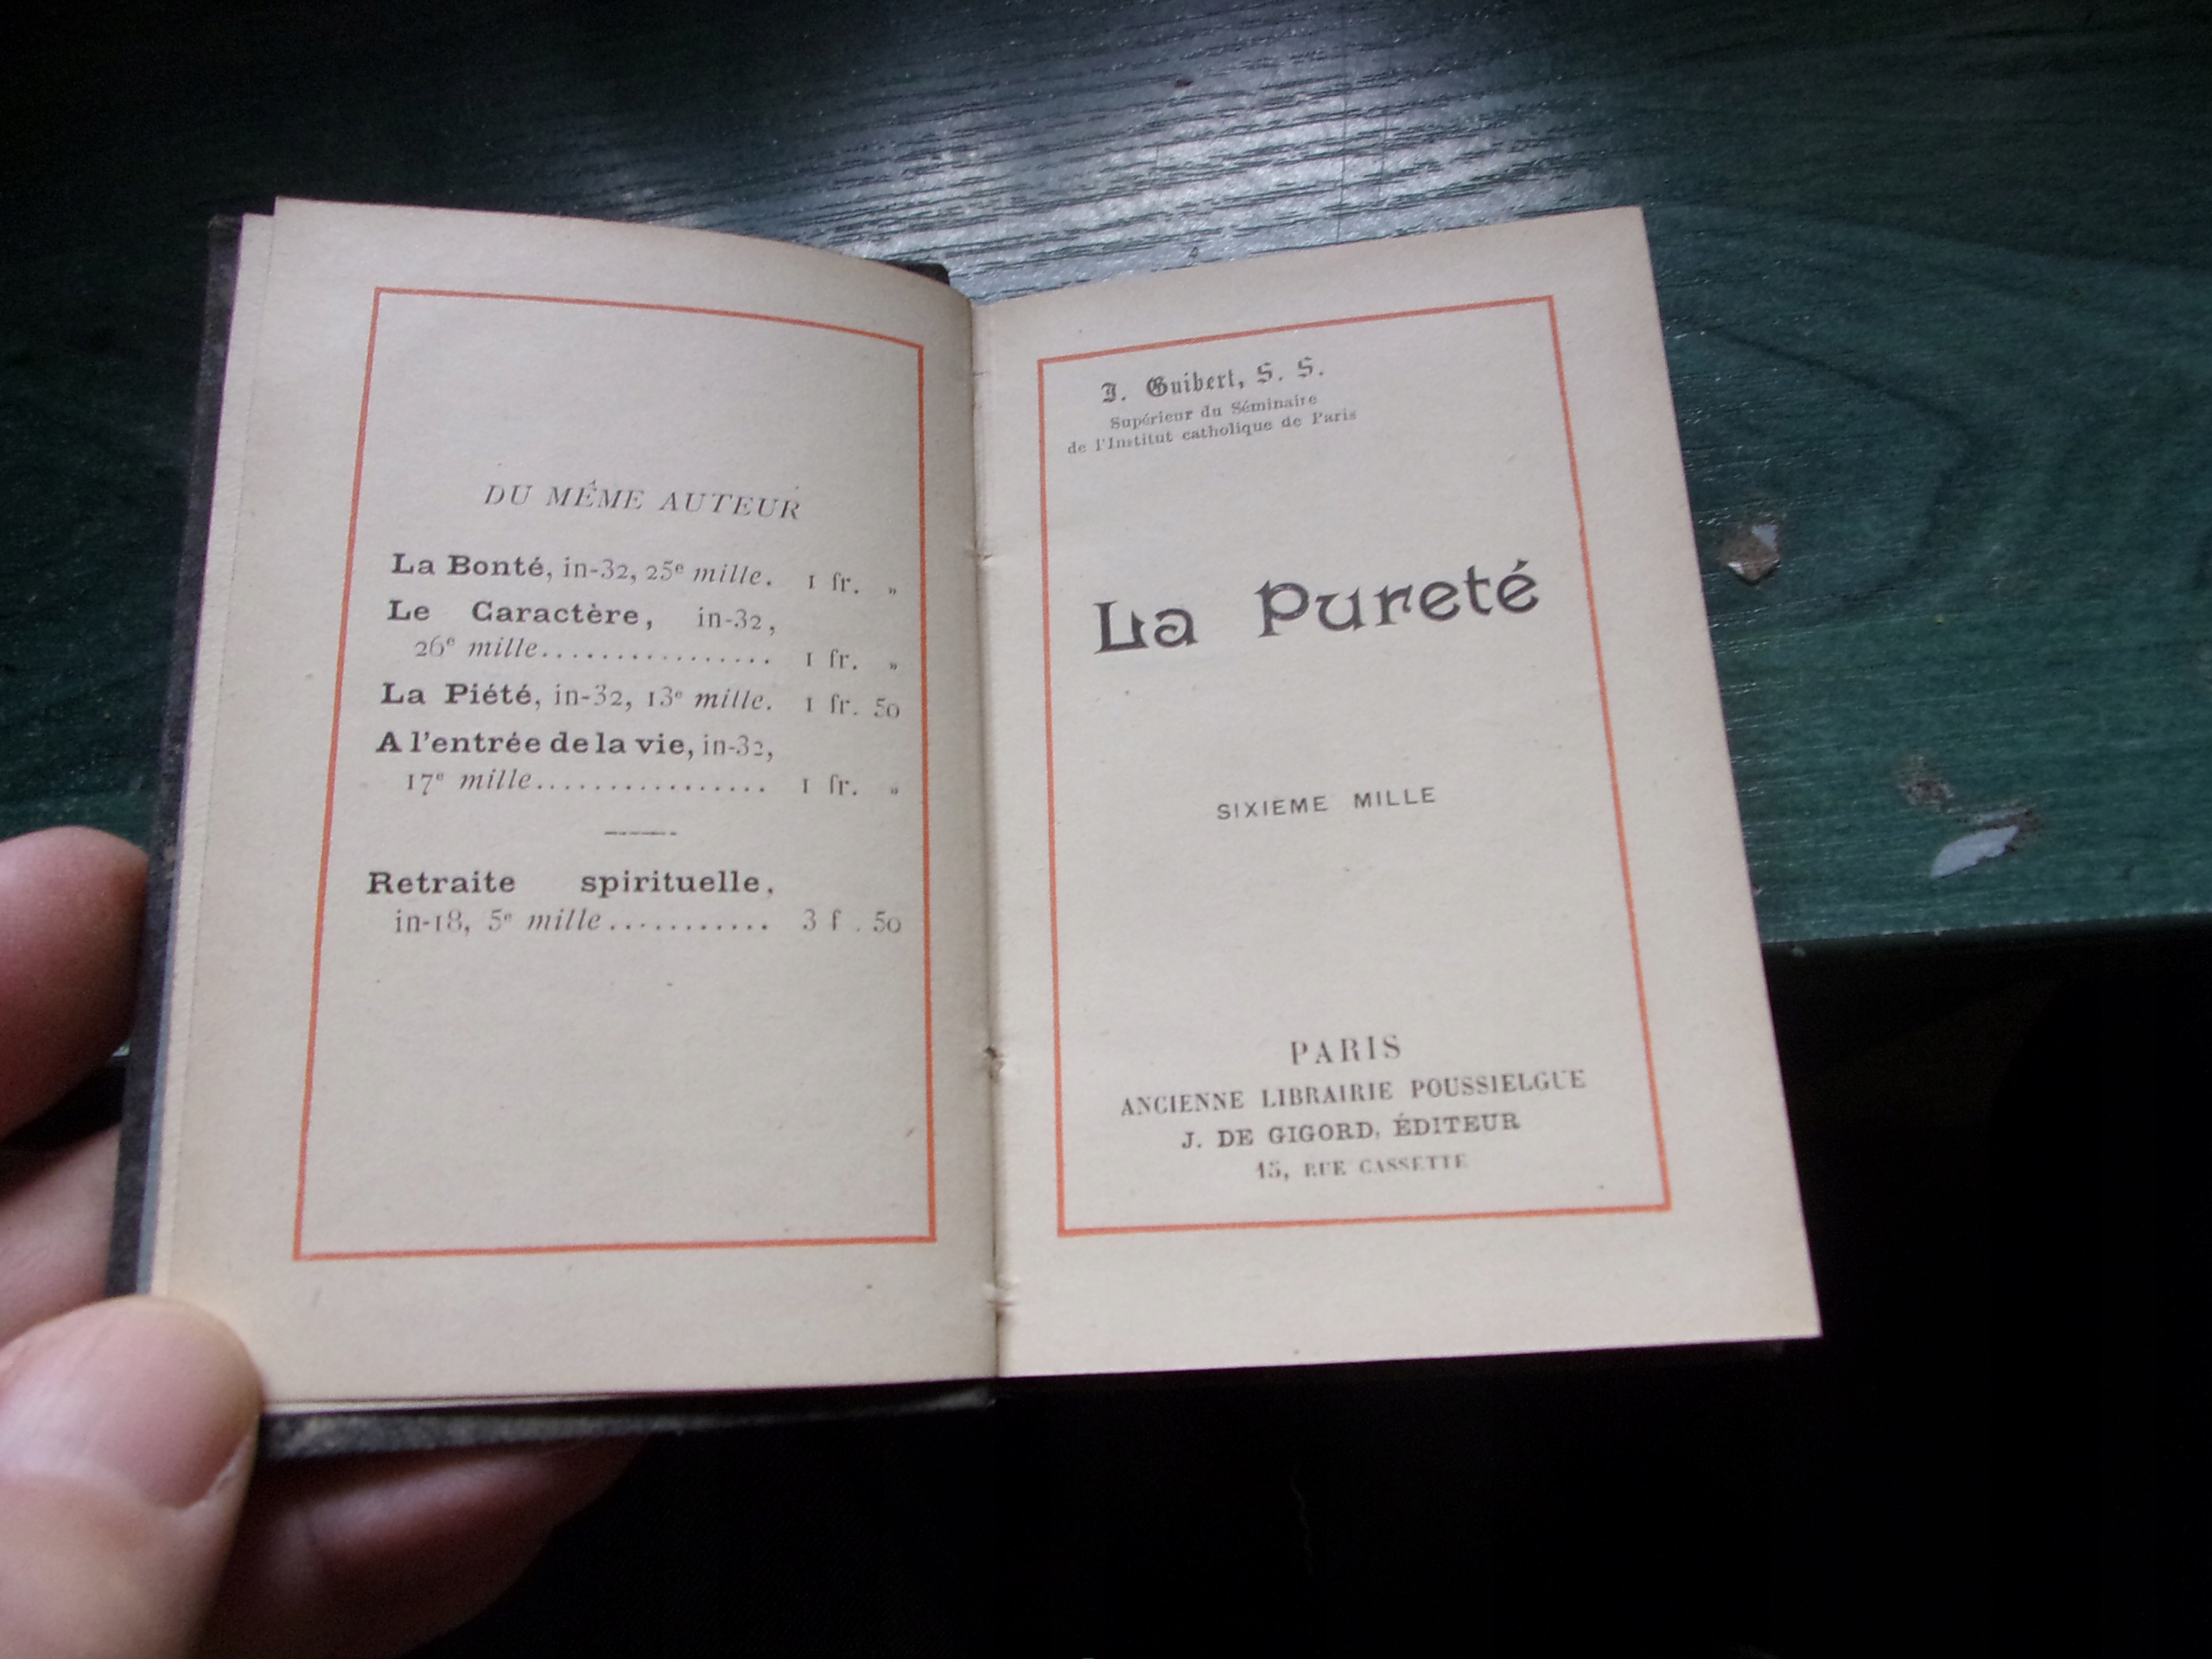 DU MÊME AUTEUR
La Bonté, in-32, 25e mille. 1 fr. »
Le Caractère, in-32,
26e mille................ 1 fr. »
La Piété, in-32, 13e mille. 1 fr. 50
A l'entrée de la vie, in-32,
17e mille................ 1 fr. »
Retraite spirituelle,
in-18, 5e mille........... 3 f . 50
J. Guibert, S. S.
Supérieur du Séminaire
de l'Institut catholique de Paris
La Pureté
SIXIEME MILLE
PARIS
ANCIENNE LIBRAIRIE POUSSIELGUE
J. DE GIGORD, ÉDITEUR
15, RUE CASSETTE